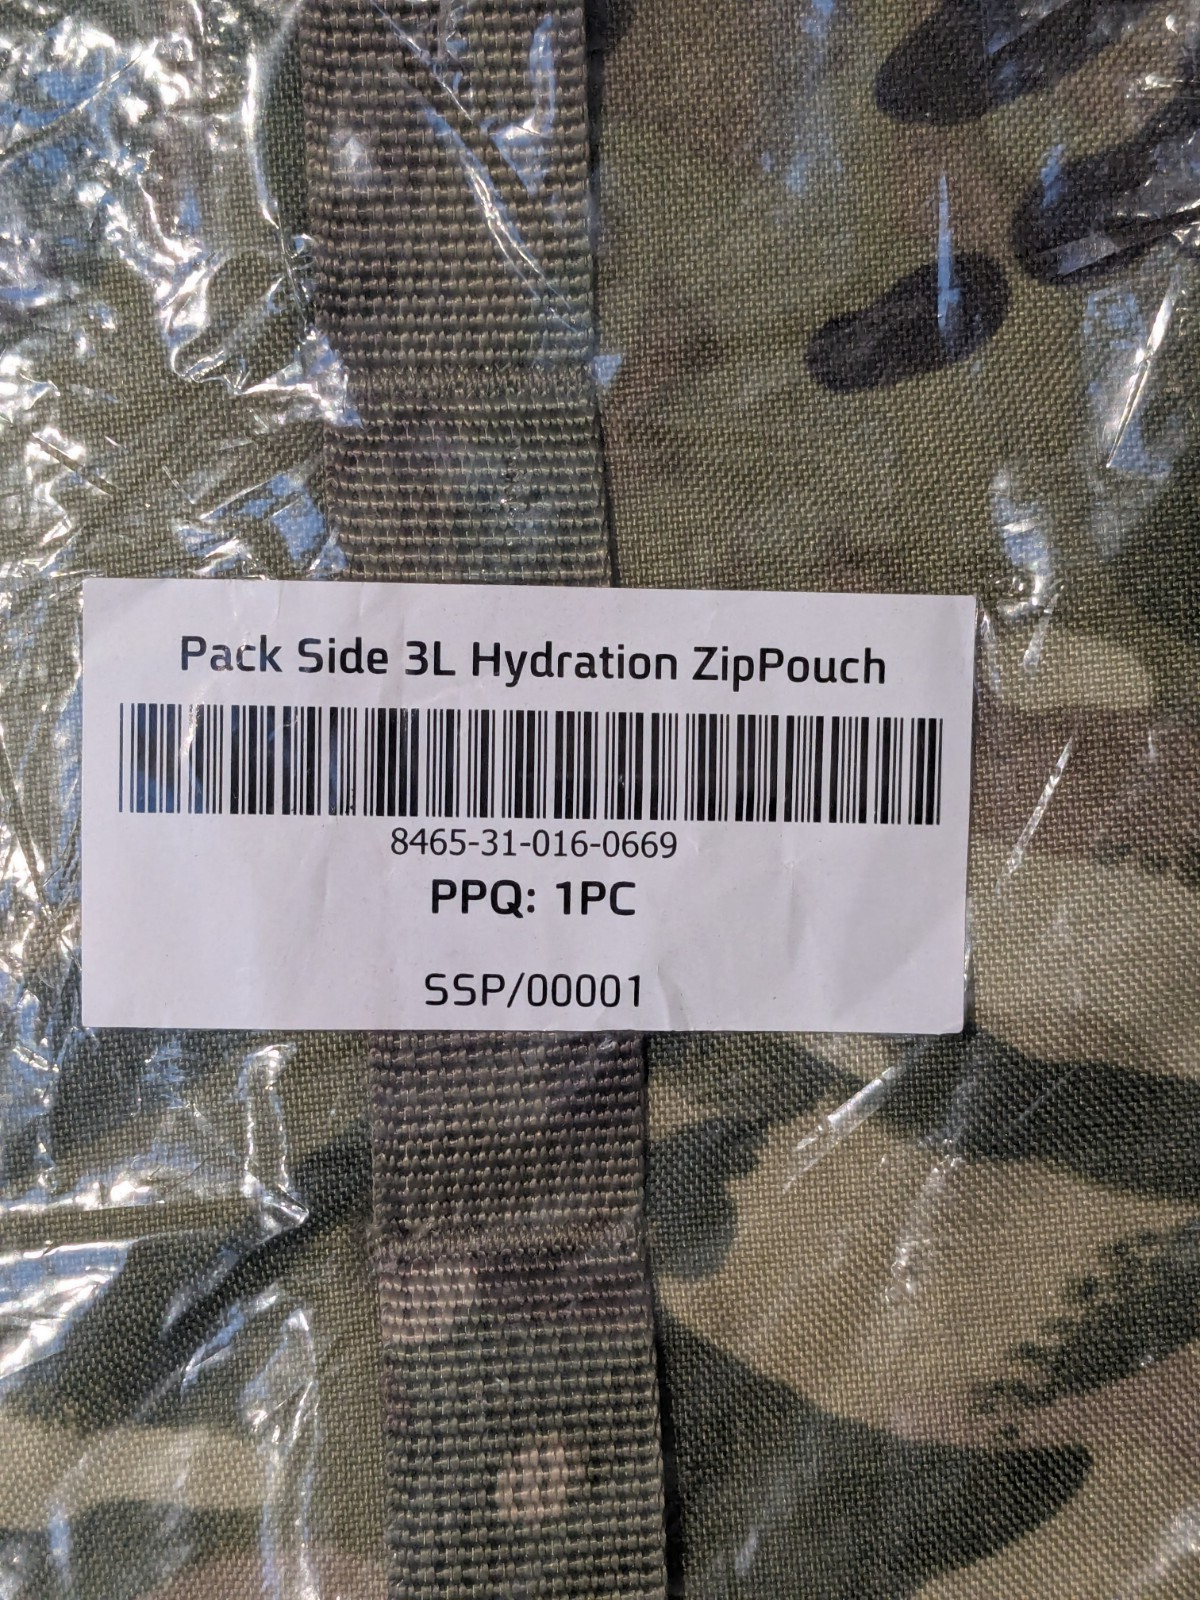 Pack Side 3L Hydration ZipPouch
8465-31-016-0669
PPQ: 1PC
SSP/00001